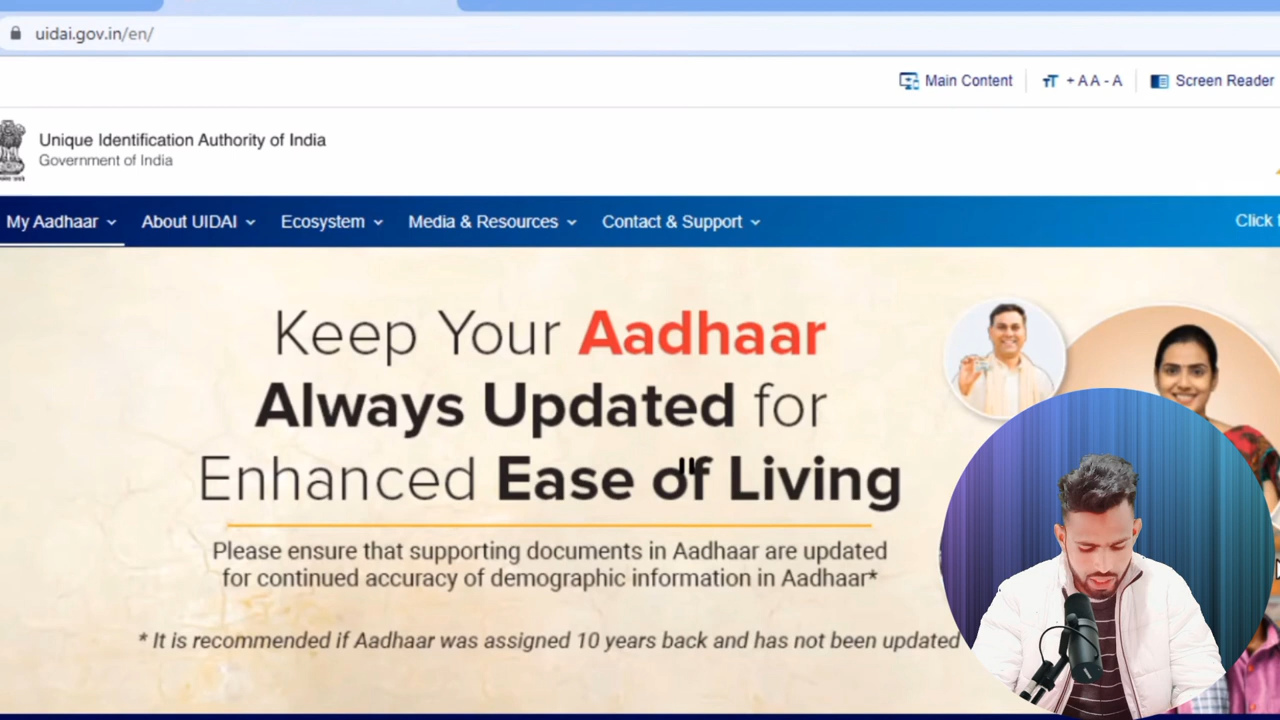 uidai.gov.in/en/
Main Content + A A - A Screen Reader
Unique Identification Authority of India
Government of India
My Aadhaar About UIDAI Ecosystem Media & Resources Contact & Support Click
Keep Your Aadhaar
Always Updated for
Enhanced Ease of Living
Please ensure that supporting documents in Aadhaar are updated
for continued accuracy of demographic information in Aadhaar*
* It is recommended if Aadhaar was assigned 10 years back and has not been updated